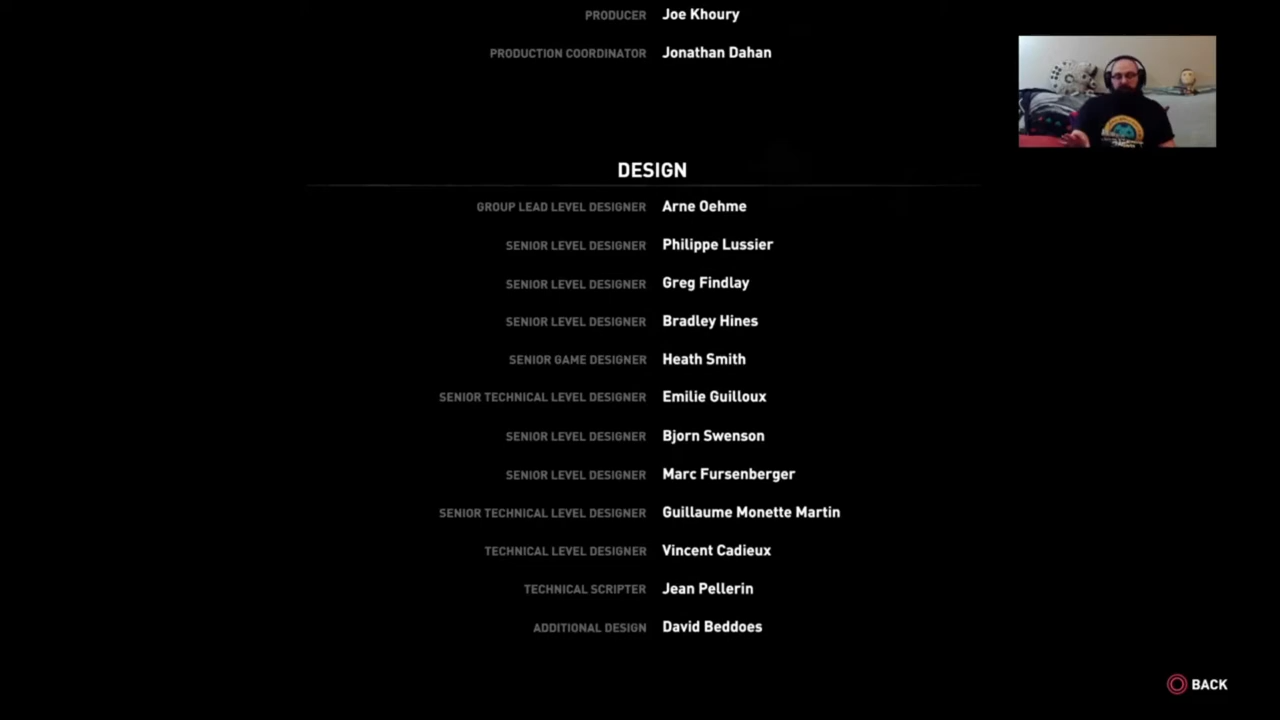 PRODUCER Joe Khoury
PRODUCTION COORDINATOR Jonathan Dahan
DESIGN
GROUP LEAD LEVEL DESIGNER Arne Oehme
SENIOR LEVEL DESIGNER Philippe Lussier
SENIOR LEVEL DESIGNER Greg Findlay
SENIOR LEVEL DESIGNER Bradley Hines
SENIOR GAME DESIGNER Heath Smith
SENIOR TECHNICAL LEVEL DESIGNER Emilie Guilloux
SENIOR LEVEL DESIGNER Bjorn Swenson
SENIOR LEVEL DESIGNER Marc Fursenberger
SENIOR TECHNICAL LEVEL DESIGNER Guillaume Monette Martin
TECHNICAL LEVEL DESIGNER Vincent Cadieux
TECHNICAL SCRIPTER Jean Pellerin
ADDITIONAL DESIGN David Beddoes
BACK